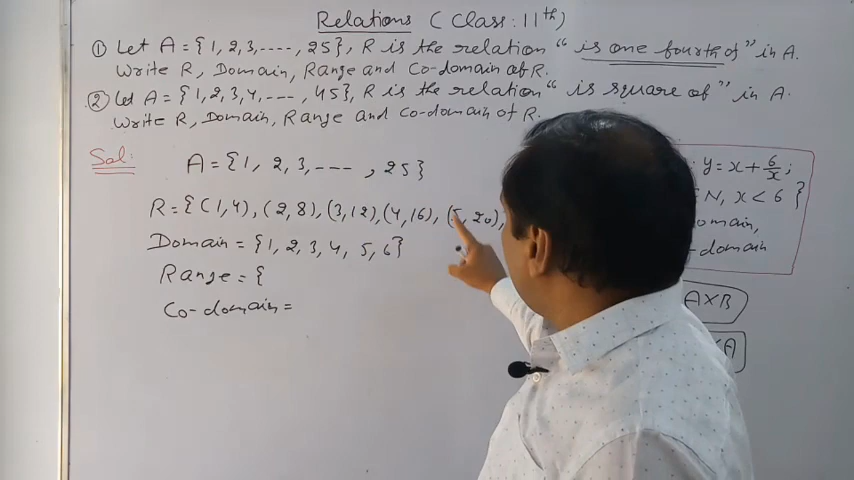 Relations (Class: 11th)
① Let A = {1, 2, 3, ----, 25}, R is the relation “is one fourth of” in A.
Write R, Domain, Range and Co-domain of R.
② Let A = {1, 2, 3, 4, ----, 45}, R is the relation “is square of” in A.
Write R, Domain, Range and Co-domain of R.
Sol:
A = {1, 2, 3, ---- , 25}
R = {(1, 4), (2, 8), (3, 12), (4, 16), (5, 20),
Domain = {1, 2, 3, 4, 5, 6}
Range = {
Co-domain =
; y = x + 6/x ;
N, x < 6 }
main,
-domain
A×B